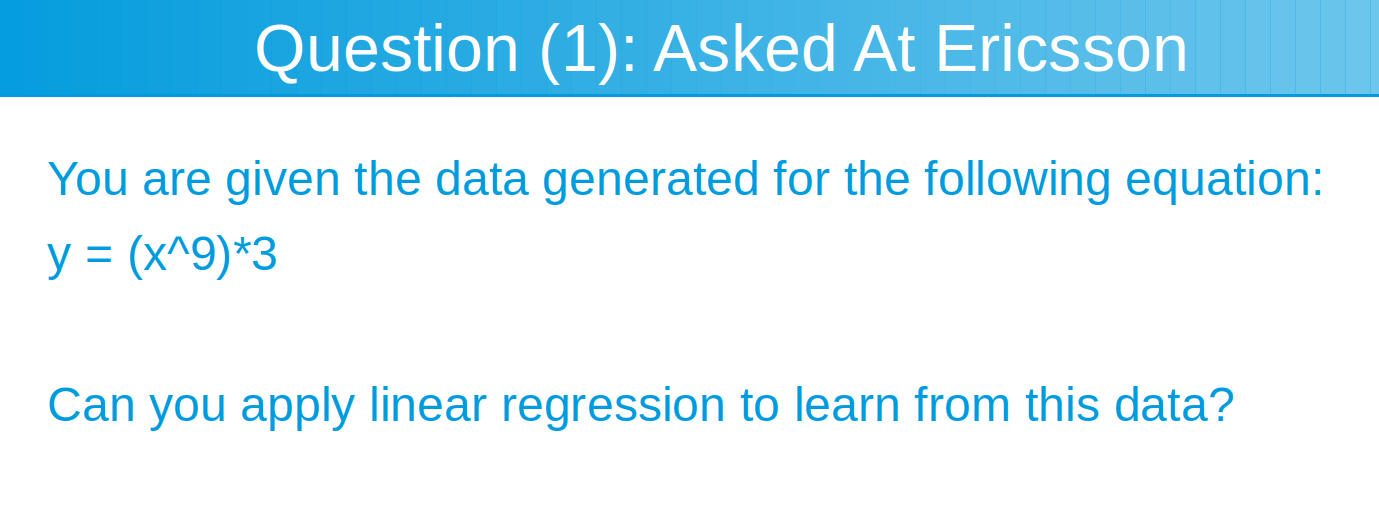 Question (1): Asked At Ericsson
You are given the data generated for the following equation:
y = (x^9)*3
Can you apply linear regression to learn from this data?